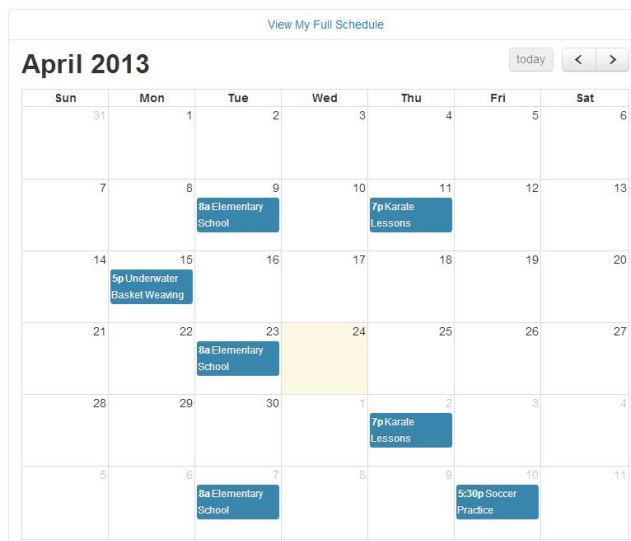 View My Full Schedule
April 2013
today
Sun Mon Tue Wed Thu Fri Sat
31 1 2 3 4 5 6
7 8 9 10 11 12 13
8a Elementary
School
7p Karate
Lessons
14 15 16 17 18 19 20
5p Underwater
Basket Weaving
21 22 23 24 25 26 27
8a Elementary
School
28 29 30 1 2 3 4
7p Karate
Lessons
5 6 7 8 9 10 11
8a Elementary
School
5:30p Soccer
Practice